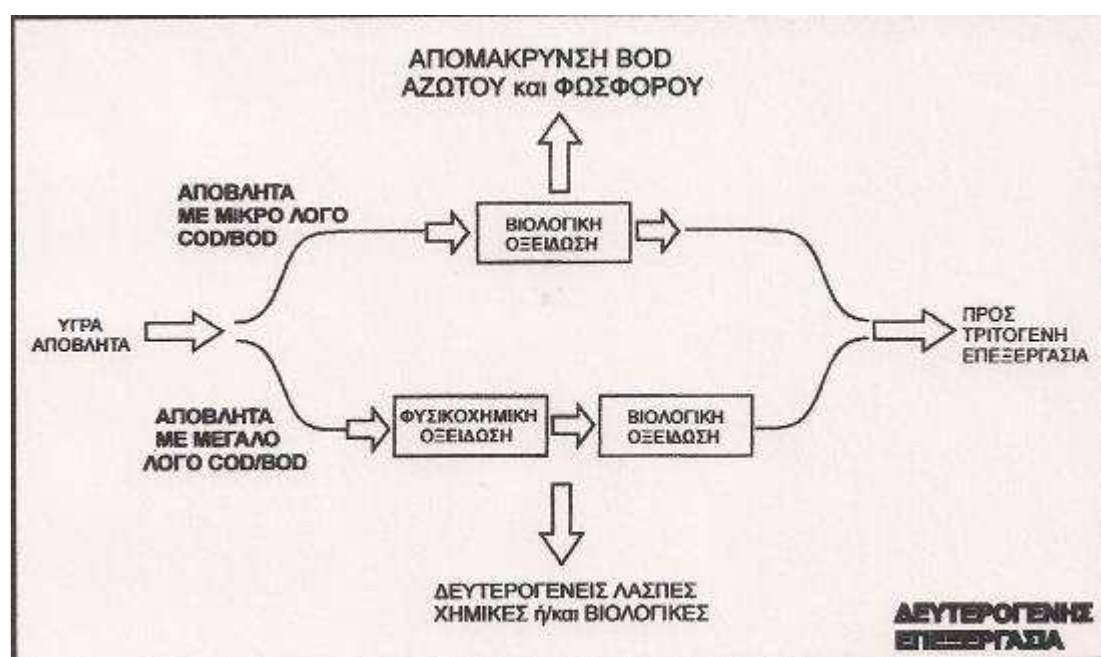 ΑΠΟΜΑΚΡΥΝΣΗ BOD
ΑΖΩΤΟΥ και ΦΩΣΦΟΡΟΥ
ΑΠΟΒΛΗΤΑ
ΜΕ ΜΙΚΡΟ ΛΟΓΟ
COD/BOD
ΒΙΟΛΟΓΙΚΗ
ΟΞΕΙΔΩΣΗ
ΥΓΡΑ
ΑΠΟΒΛΗΤΑ
ΠΡΟΣ
ΤΡΙΤΟΓΕΝΗ
ΕΠΕΞΕΡΓΑΣΙΑ
ΑΠΟΒΛΗΤΑ
ΜΕ ΜΕΓΑΛΟ
ΛΟΓΟ COD/BOD
ΦΥΣΙΚΟΧΗΜΙΚΗ
ΟΞΕΙΔΩΣΗ
ΒΙΟΛΟΓΙΚΗ
ΟΞΕΙΔΩΣΗ
ΔΕΥΤΕΡΟΓΕΝΕΙΣ ΛΑΣΠΕΣ
ΧΗΜΙΚΕΣ ή/και ΒΙΟΛΟΓΙΚΕΣ
ΔΕΥΤΕΡΟΓΕΝΗΣ
ΕΠΕΞΕΡΓΑΣΙΑ